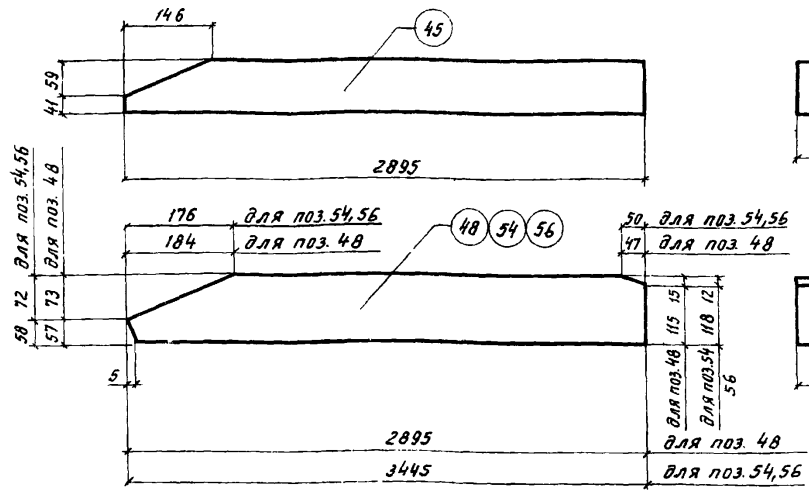 146
45
59
41
2895
для поз. 54,56
для поз. 48
176 для поз. 54,56
184 для поз. 48
48 54 56
50 для поз. 54,56
47 для поз. 48
72 73
58 57
5
15 12
115 118
для поз. 48
для поз. 54
56
2895 для поз. 48
3445 для поз. 54,56